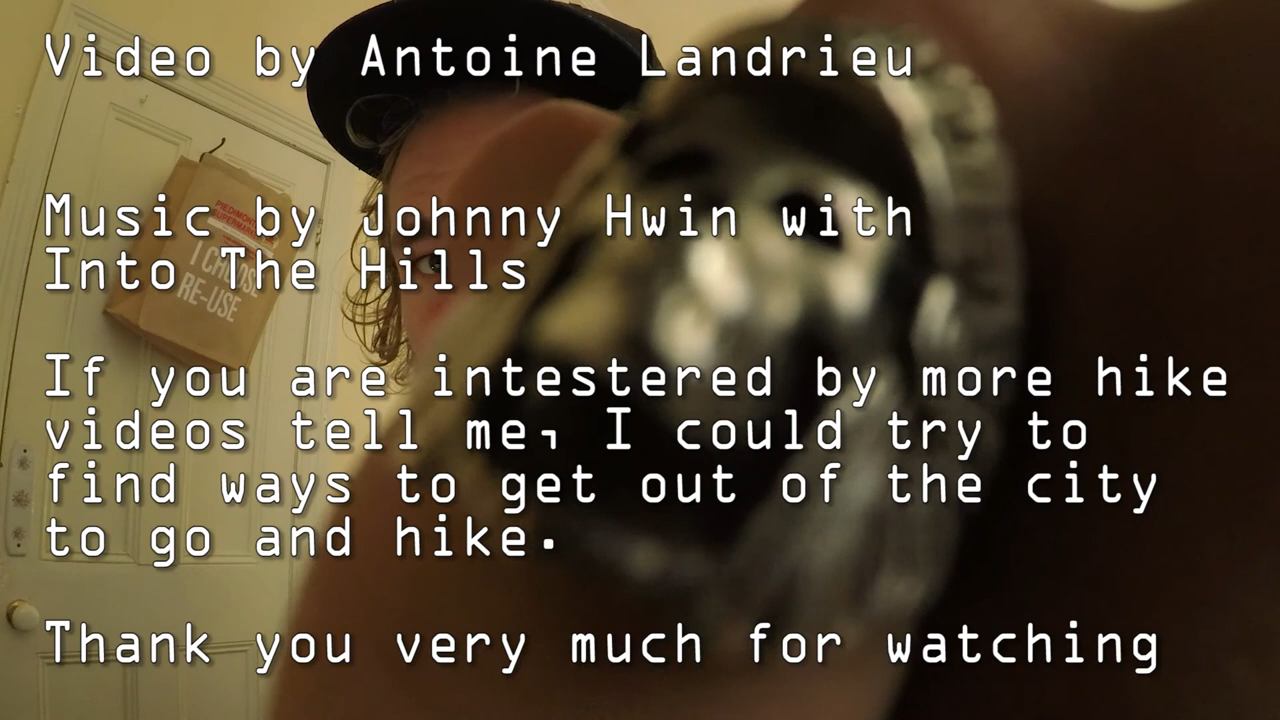 Video by Antoine Landrieu
Music by Johnny Hwin with
Into The Hills
If you are intestered by more hike
videos tell me, I could try to
find ways to get out of the city
to go and hike.
Thank you very much for watching
PIEDIMONTE'S
SUPERMARKET
I CHOOSE
RE-USE